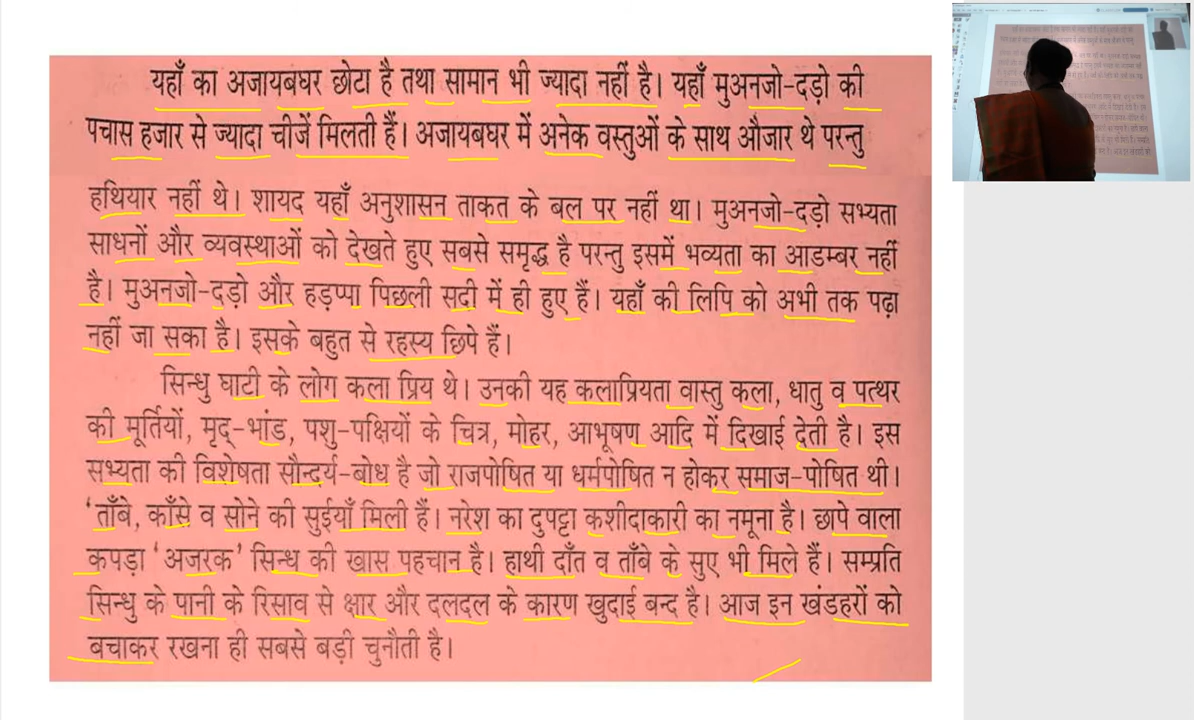 यहाँ का अजायबघर छोटा है तथा सामान भी ज्यादा नहीं है। यहाँ मुअनजो-दड़ो की
पचास हजार से ज्यादा चीजें मिलती हैं। अजायबघर में अनेक वस्तुओं के साथ औजार थे परन्तु
हथियार नहीं थे। शायद यहाँ अनुशासन ताकत के बल पर नहीं था। मुअनजो-दड़ो सभ्यता
साधनों और व्यवस्थाओं को देखते हुए सबसे समृद्ध है परन्तु इसमें भव्यता का आडम्बर नहीं
है। मुअनजो-दड़ो और हड़प्पा पिछली सदी में ही हुए हैं। यहाँ की लिपि को अभी तक पढ़ा
नहीं जा सका है। इसके बहुत से रहस्य छिपे हैं।
सिन्धु घाटी के लोग कला प्रिय थे। उनकी यह कलाप्रियता वास्तु कला, धातु व पत्थर
की मूर्तियों, मृद्-भांड, पशु-पक्षियों के चित्र, मोहर, आभूषण आदि में दिखाई देती है। इस
सभ्यता की विशेषता सौन्दर्य-बोध है जो राजपोषित या धर्मपोषित न होकर समाज-पोषित थी।
'ताँबे, काँसे व सोने की सुईयाँ मिली हैं। नरेश का दुपट्टा कशीदाकारी का नमूना है। छापे वाला
कपड़ा 'अजरक' सिन्ध की खास पहचान है। हाथी दाँत व ताँबे के सुए भी मिले हैं। सम्प्रति
सिन्धु के पानी के रिसाव से क्षार और दलदल के कारण खुदाई बन्द है। आज इन खंडहरों को
बचाकर रखना ही सबसे बड़ी चुनौती है।